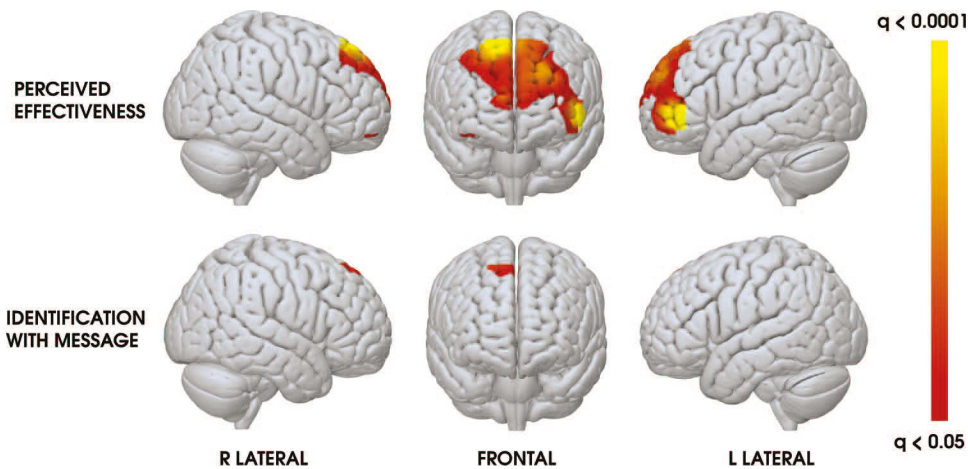 q < 0.0001
PERCEIVED
EFFECTIVENESS
IDENTIFICATION
WITH MESSAGE
q < 0.05
R LATERAL
FRONTAL
L LATERAL